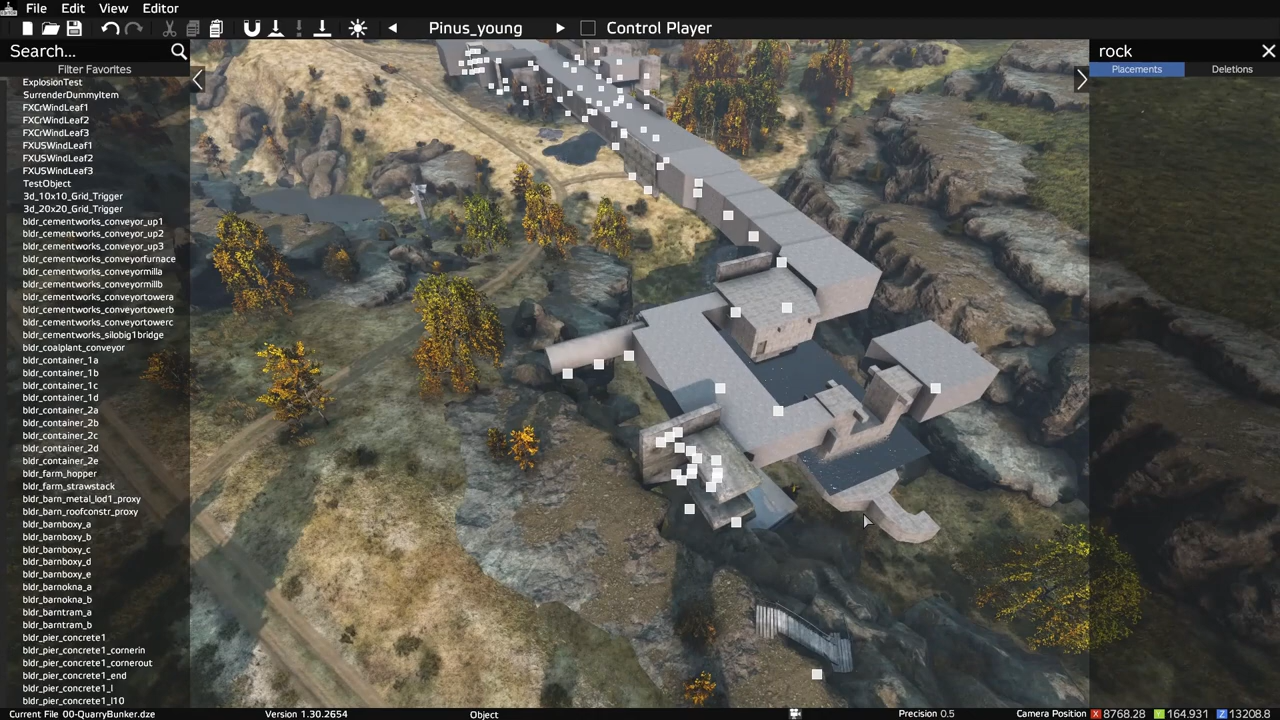 File Edit View Editor
Pinus_young
Control Player
Search...
Filter Favorites
ExplosionTest
SurrenderDummyItem
FXCrWindLeaf1
FXCrWindLeaf2
FXCrWindLeaf3
FXUSWindLeaf1
FXUSWindLeaf2
FXUSWindLeaf3
TestObject
3d_10x10_Grid_Trigger
3d_20x20_Grid_Trigger
bldr_cementworks_conveyor_up1
bldr_cementworks_conveyor_up2
bldr_cementworks_conveyor_up3
bldr_cementworks_conveyorfurnace
bldr_cementworks_conveyormilla
bldr_cementworks_conveyormillb
bldr_cementworks_conveyortowera
bldr_cementworks_conveyortowerb
bldr_cementworks_conveyortowerc
bldr_cementworks_silobig1bridge
bldr_coalplant_conveyor
bldr_container_1a
bldr_container_1b
bldr_container_1c
bldr_container_1d
bldr_container_2a
bldr_container_2b
bldr_container_2c
bldr_container_2d
bldr_container_2e
bldr_farm_hopper
bldr_farm_strawstack
bldr_barn_metal_lod1_proxy
bldr_barn_roofconstr_proxy
bldr_barnboxy_a
bldr_barnboxy_b
bldr_barnboxy_c
bldr_barnboxy_d
bldr_barnboxy_e
bldr_barnokna_a
bldr_barnokna_b
bldr_barntram_a
bldr_barntram_b
bldr_pier_concrete1
bldr_pier_concrete1_cornerin
bldr_pier_concrete1_cornerout
bldr_pier_concrete1_end
bldr_pier_concrete1_l
bldr_pier_concrete1_l10
rock
Placements Deletions
Current File 00-QuarryBunker.dze Version 1.30.2654 Object Precision 0.5 Camera Position X 8768.28 Y 164.931 Z 13208.8